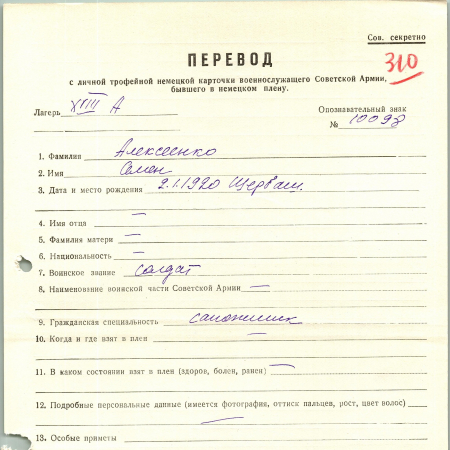 Сов. секретно
ПЕРЕВОД
310
с личной трофейной немецкой карточки военнослужащего Советской Армии,
бывшего в немецком плену.
Лагерь XVIII A
Опознавательный знак
№ 10098
1. Фамилия Алексеенко
2. Имя Семен
3. Дата и место рождения 2.1.1920 Щерваш.
4. Имя отца —
5. Фамилия матери —
6. Национальность —
7. Воинское звание солдат
8. Наименование воинской части Советской Армии —
9. Гражданская специальность сапожник
10. Когда и где взят в плен —
11. В каком состоянии взят в плен (здоров, болен, ранен) —
12. Подробные персональные данные (имеется фотография, оттиск пальцев, рост, цвет волос)
—
13. Особые приметы